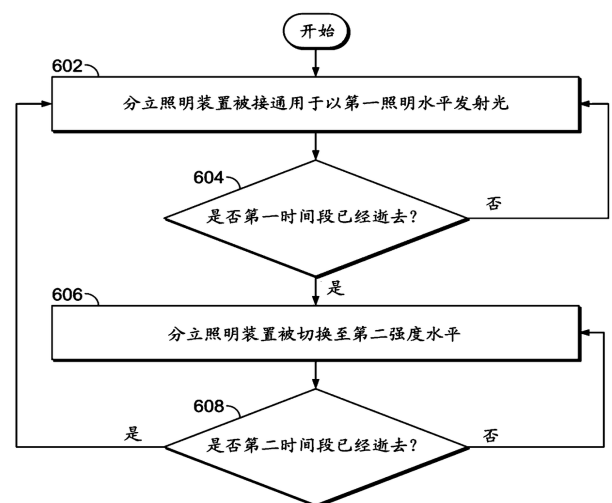 开始
602
分立照明装置被接通用于以第一照明水平发射光
604
是否第一时间段已经逝去?
否
是
606
分立照明装置被切换至第二强度水平
608
是
是否第二时间段已经逝去?
否